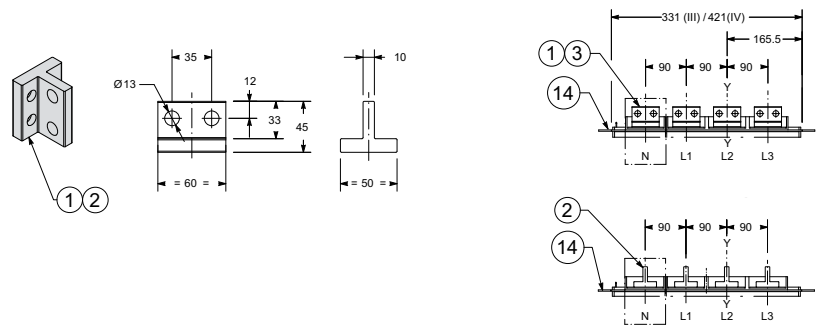 35
10
Ø13
12
33
45
= 60 =
= 50 =
1 2
331 (III) / 421(IV)
165.5
1 3
90 90 90
Y
14
Y
N L1 L2 L3
2
90 90 90
Y
14
Y
N L1 L2 L3